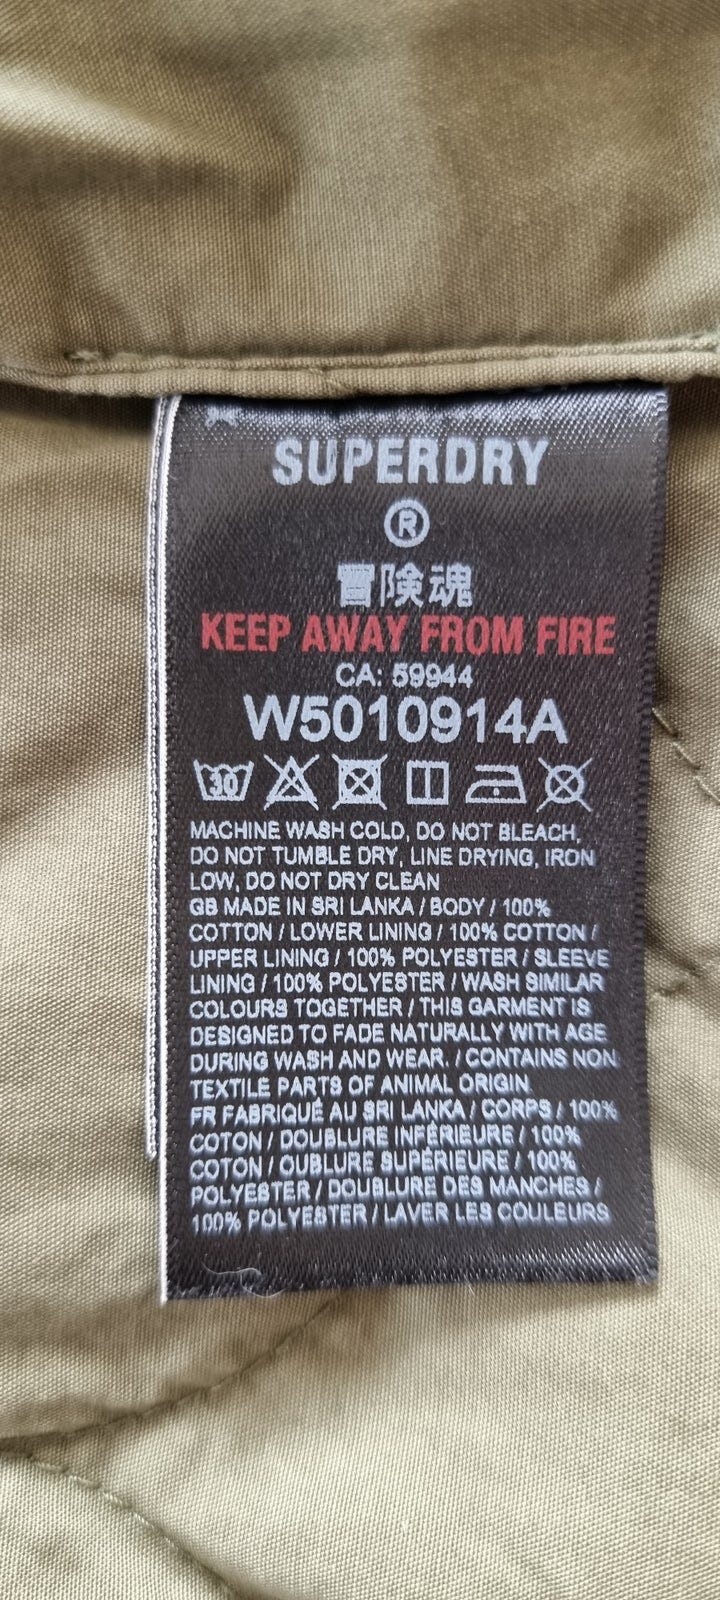 SUPERDRY
®
冒険魂
KEEP AWAY FROM FIRE
CA: 59944
W5010914A
30
MACHINE WASH COLD, DO NOT BLEACH,
DO NOT TUMBLE DRY, LINE DRYING, IRON
LOW, DO NOT DRY CLEAN
GB MADE IN SRI LANKA / BODY / 100%
COTTON / LOWER LINING / 100% COTTON /
UPPER LINING / 100% POLYESTER / SLEEVE
LINING / 100% POLYESTER / WASH SIMILAR
COLOURS TOGETHER / THIS GARMENT IS
DESIGNED TO FADE NATURALLY WITH AGE
DURING WASH AND WEAR. / CONTAINS NON
TEXTILE PARTS OF ANIMAL ORIGIN
FR FABRIQUÉ AU SRI LANKA / CORPS / 100%
COTON / DOUBLURE INFÉRIEURE / 100%
COTON / OUBLURE SUPÉRIEURE / 100%
POLYESTER / DOUBLURE DES MANCHES /
100% POLYESTER / LAVER LES COULEURS